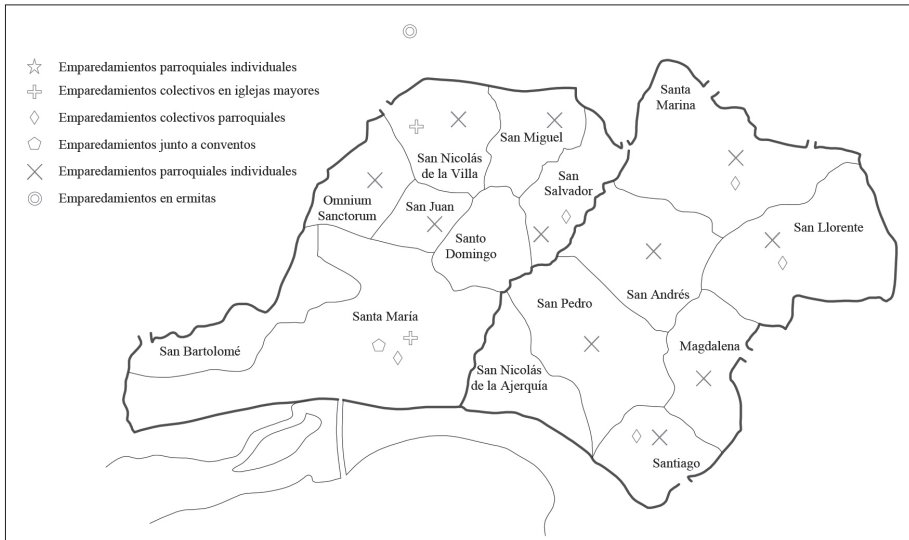 Emparedamientos parroquiales individuales
Emparedamientos colectivos en iglejas mayores
Emparedamientos colectivos parroquiales
Emparedamientos junto a conventos
Emparedamientos parroquiales individuales
Emparedamientos en ermitas
Santa
Marina
San Miguel
San Nicolás
de la Villa
San
Salvador
Omnium
Sanctorum
San Juan
Santo
Domingo
San Llorente
San Andrés
San Pedro
Santa María
San Bartolomé
Magdalena
San Nicolás
de la Ajerquía
Santiago